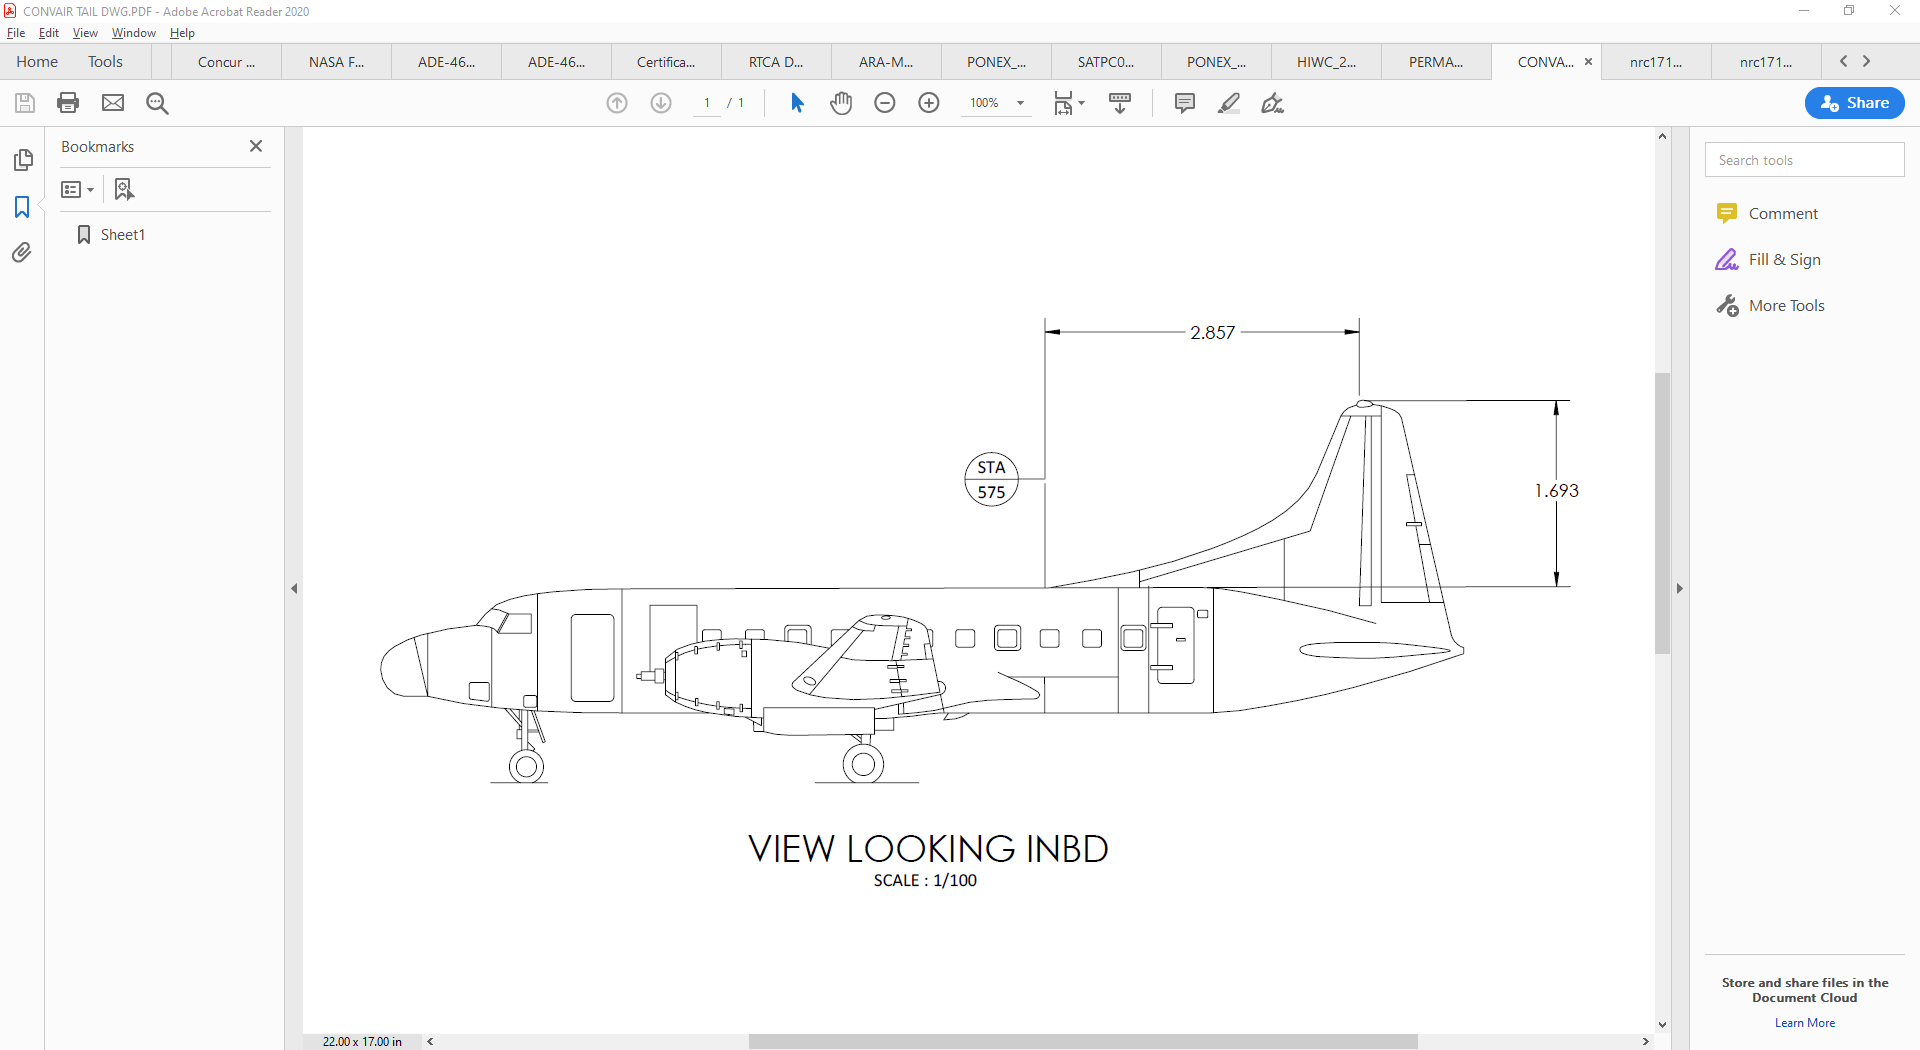 CONVAIR TAIL DWG.PDF - Adobe Acrobat Reader 2020
File Edit View Window Help
Home Tools Concur ... NASA F... ADE-46... ADE-46... Certifica... RTCA D... ARA-M... PONEX_... SATPC0... PONEX_... HIWC_2... PERMA... CONVA... × nrc171... nrc171...
1 / 1 100% Share
Bookmarks
Sheet1
Search tools
Comment
Fill & Sign
More Tools
2.857
STA
575
1.693
VIEW LOOKING INBD
SCALE : 1/100
Store and share files in the
Document Cloud
Learn More
22.00 x 17.00 in